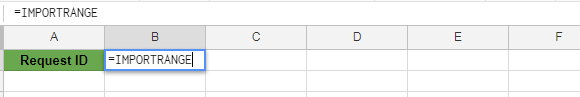 =IMPORTRANGE
A B C D E F
Request ID =IMPORTRANGE